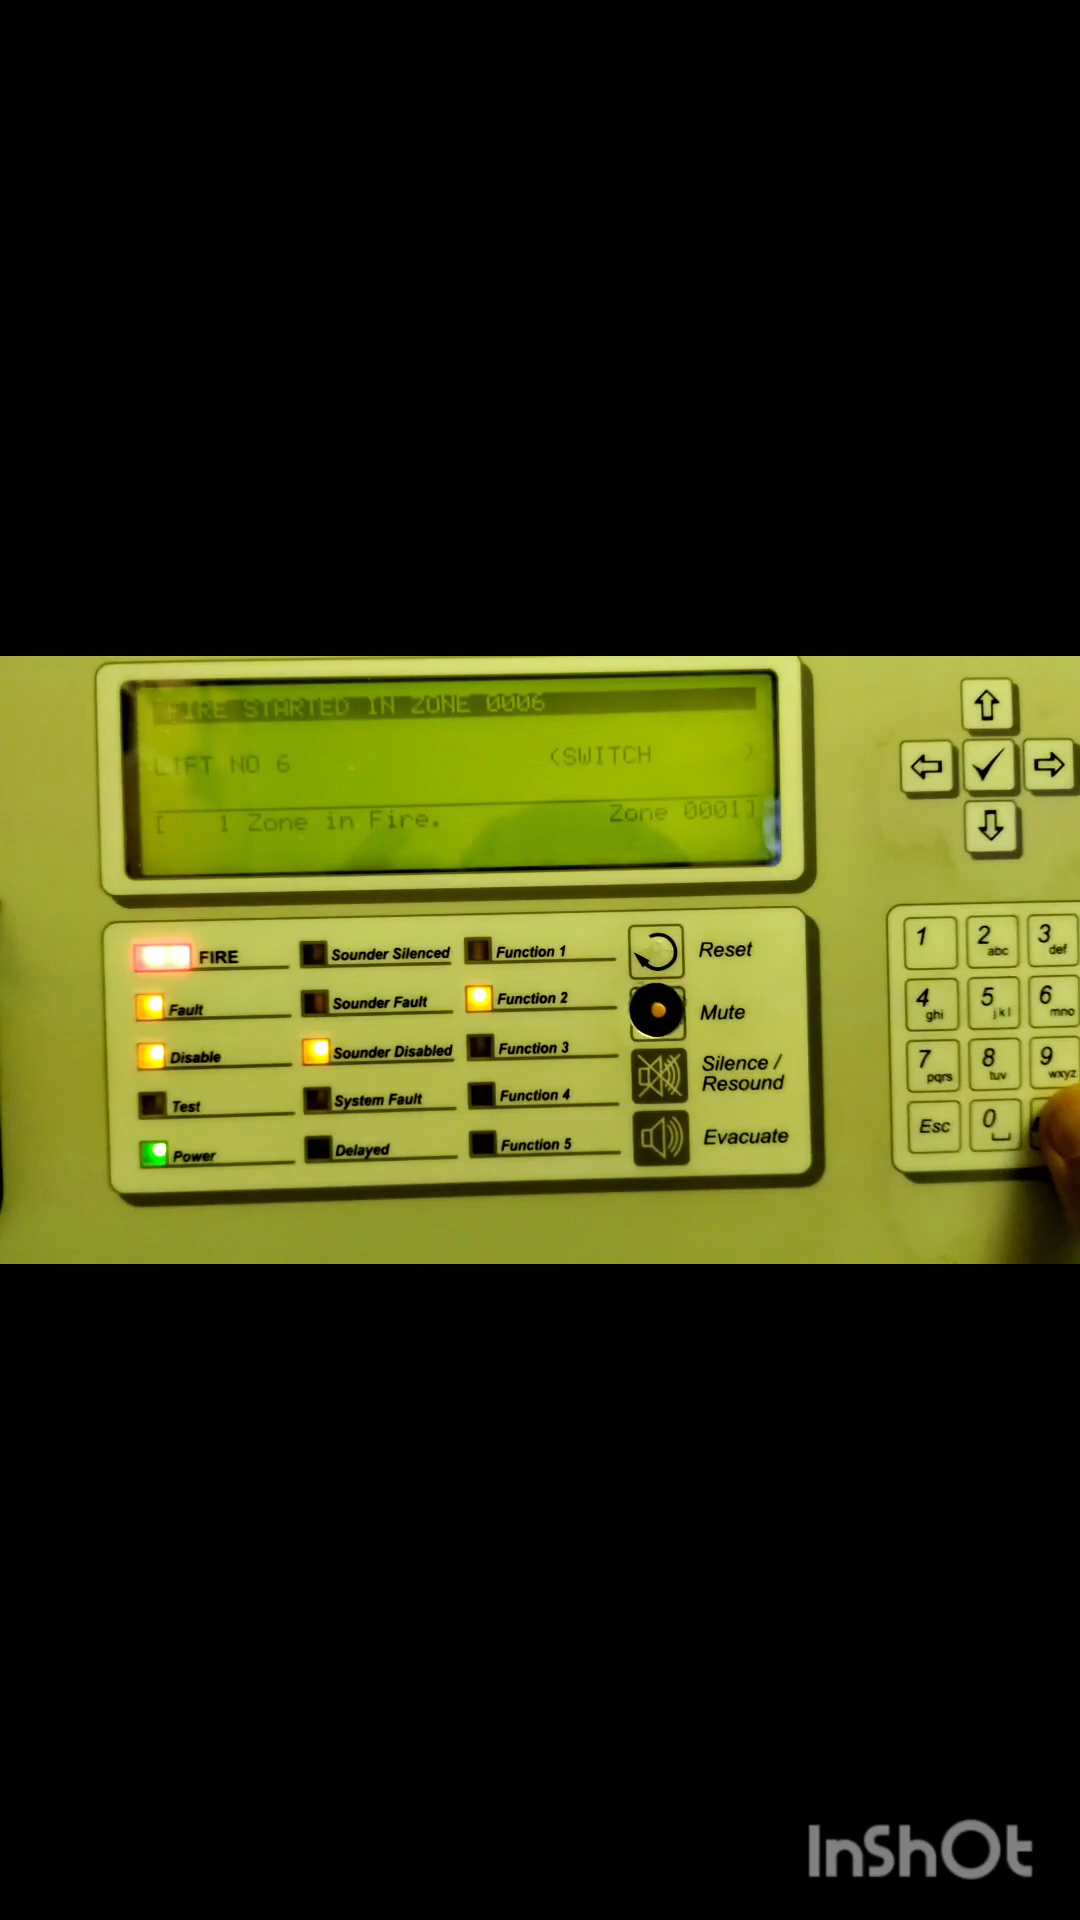 FIRE STARTED IN ZONE 0006
LIFT NO 6 (SWITCH )
[ 1 Zone in Fire. Zone 0001]
FIRE
Fault
Disable
Test
Power
Sounder Silenced
Sounder Fault
Sounder Disabled
System Fault
Delayed
Function 1
Function 2
Function 3
Function 4
Function 5
Reset
Mute
Silence /
Resound
Evacuate
1
2 abc
3 def
4 ghi
5 jkl
6 mno
7 pqrs
8 tuv
9 wxyz
Esc
0
InShOt